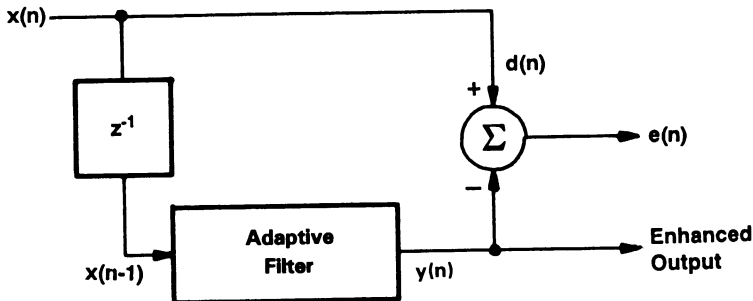 x(n)
d(n)
+
z⁻¹
Σ
e(n)
−
Adaptive
Filter
x(n-1)
y(n)
Enhanced
Output